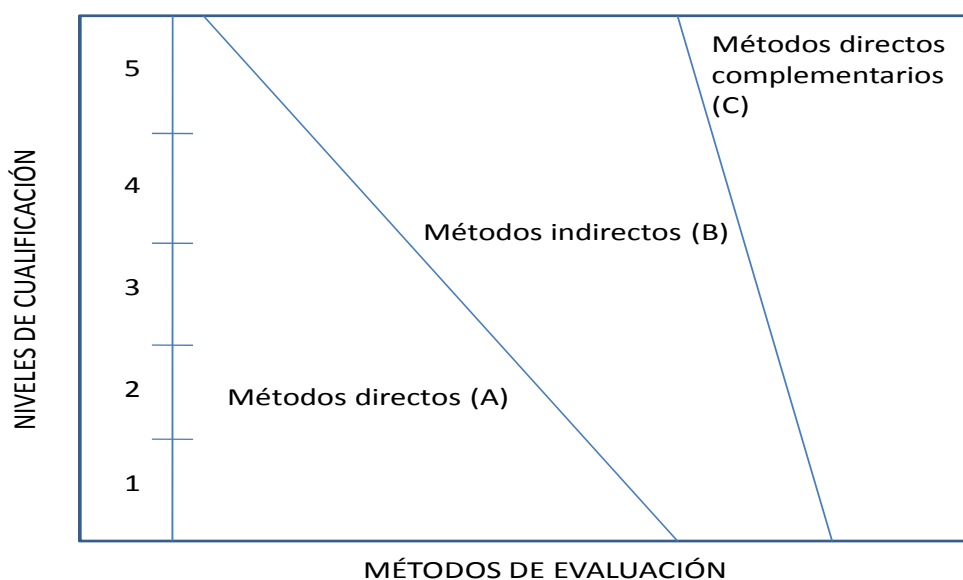 NIVELES DE CUALIFICACIÓN
5
4
3
2
1
Métodos directos
complementarios
(C)
Métodos indirectos (B)
Métodos directos (A)
MÉTODOS DE EVALUACIÓN